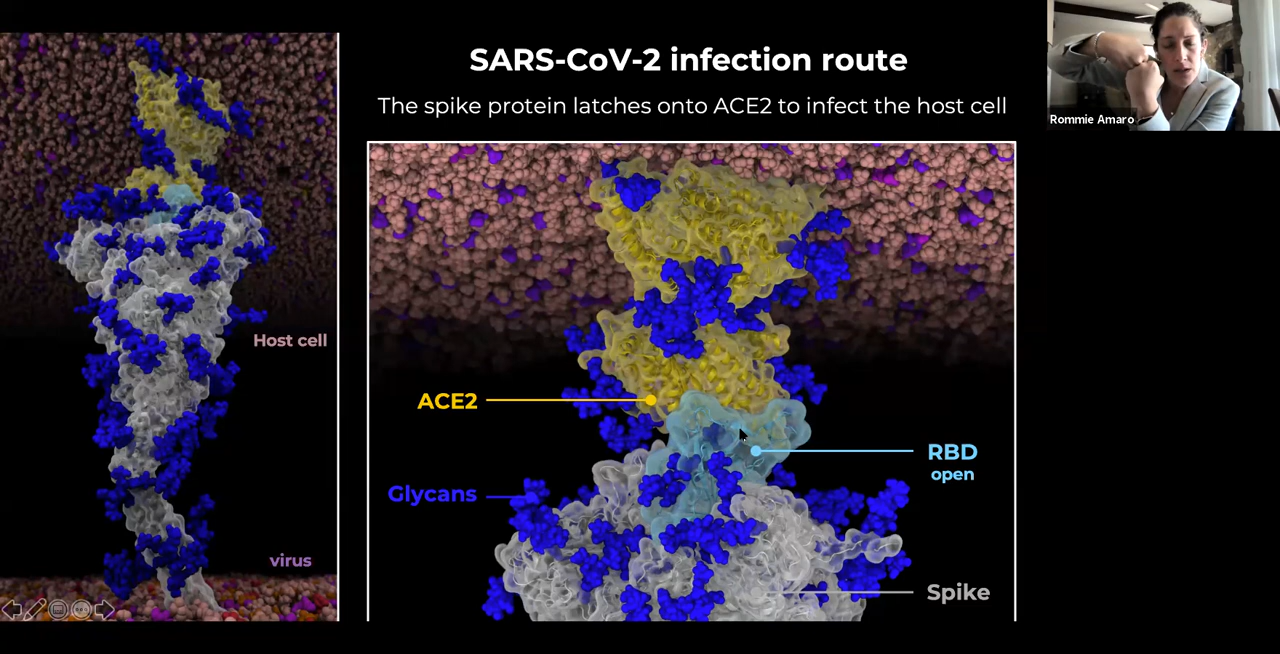 SARS-CoV-2 infection route
The spike protein latches onto ACE2 to infect the host cell
Rommie Amaro
Host cell
virus
ACE2
RBD
open
Glycans
Spike